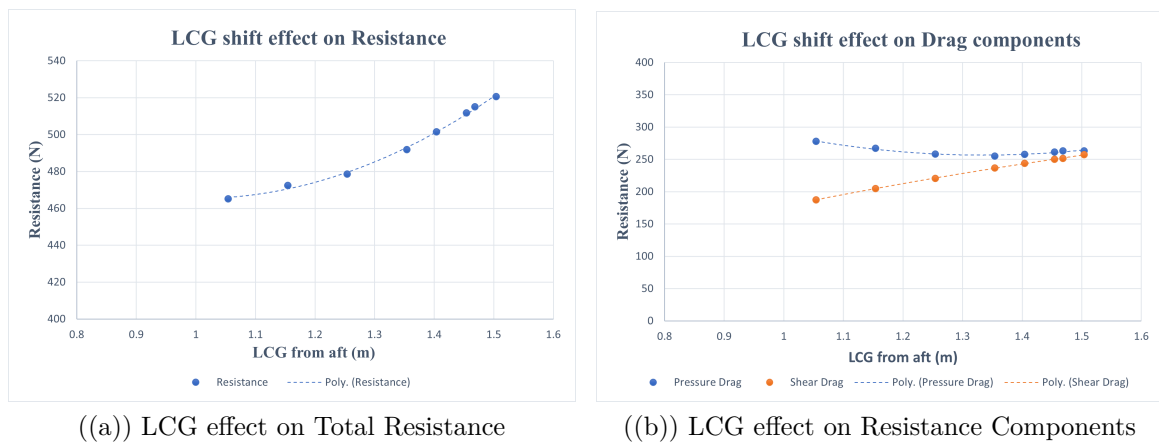 LCG shift effect on Resistance
Resistance (N)
540
520
500
480
460
440
420
400
0.8 0.9 1 1.1 1.2 1.3 1.4 1.5 1.6
LCG from aft (m)
Resistance Poly. (Resistance)
((a)) LCG effect on Total Resistance
LCG shift effect on Drag components
Resistance (N)
400
350
300
250
200
150
100
50
0
0.8 0.9 1 1.1 1.2 1.3 1.4 1.5 1.6
LCG from aft (m)
Pressure Drag Shear Drag Poly. (Pressure Drag) Poly. (Shear Drag)
((b)) LCG effect on Resistance Components